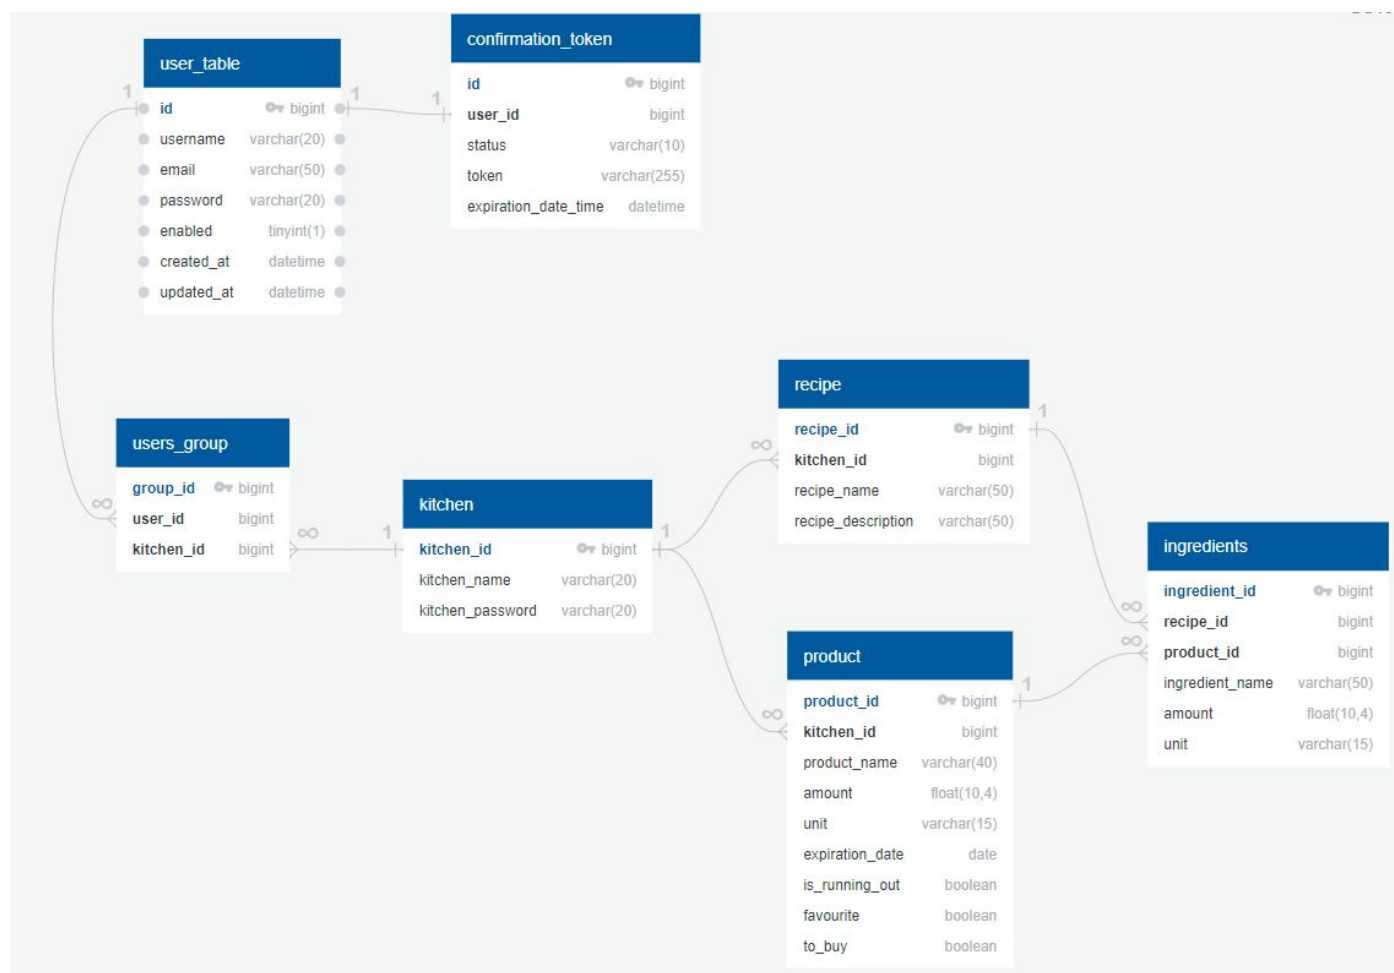 user_table
1
id bigint
1
username varchar(20)
email varchar(50)
password varchar(20)
enabled tinyint(1)
created_at datetime
updated_at datetime
confirmation_token
id bigint
1
user_id bigint
status varchar(10)
token varchar(255)
expiration_date_time datetime
users_group
group_id bigint
∞
user_id bigint
∞
kitchen_id bigint
kitchen
1
kitchen_id bigint
1
kitchen_name varchar(20)
kitchen_password varchar(20)
recipe
1
recipe_id bigint
∞
kitchen_id bigint
recipe_name varchar(50)
recipe_description varchar(50)
product
1
product_id bigint
∞
kitchen_id bigint
product_name varchar(40)
amount float(10,4)
unit varchar(15)
expiration_date date
is_running_out boolean
favourite boolean
to_buy boolean
ingredients
ingredient_id bigint
∞
recipe_id bigint
∞
product_id bigint
ingredient_name varchar(50)
amount float(10,4)
unit varchar(15)